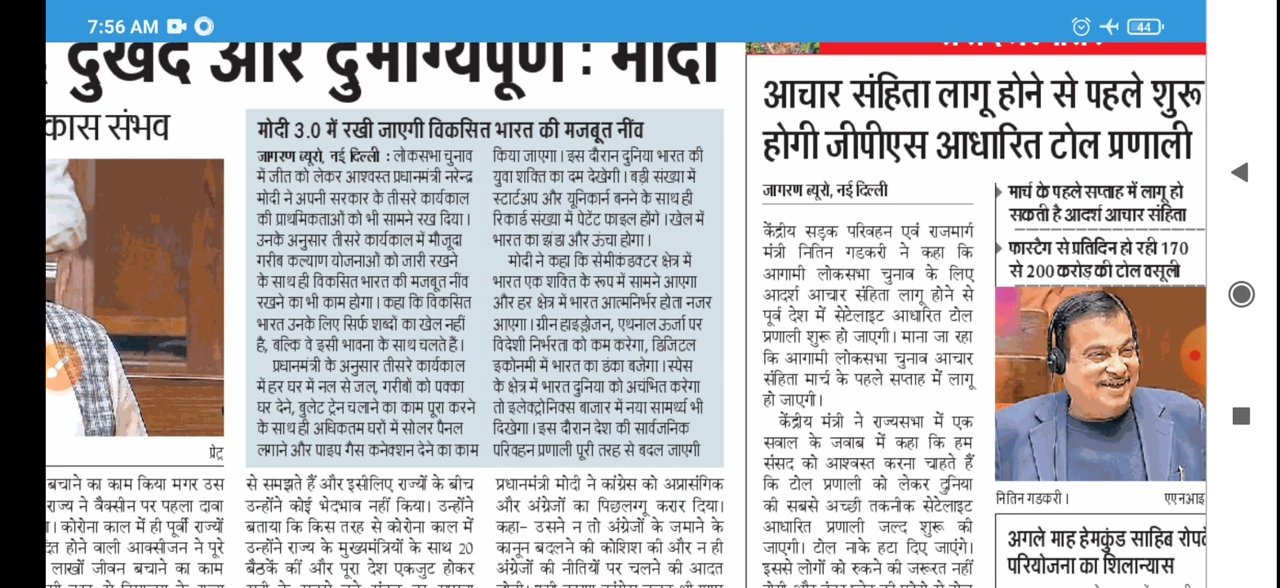 7:56 AM
44
दुखद और दुर्भाग्यपूर्ण : मोदी
कास संभव
प्रेट्र
बचाने का काम किया मगर उस
राज्य ने वैक्सीन पर पहला दावा
। कोरोना काल में ही पूर्वी राज्यों
होने वाली आक्सीजन ने पूरे
लाखों जीवन बचाने का काम
मोदी 3.0 में रखी जाएगी विकसित भारत की मजबूत नींव
जागरण ब्यूरो, नई दिल्ली : लोकसभा चुनाव
में जीत को लेकर आश्वस्त प्रधानमंत्री नरेन्द्र
मोदी ने अपनी सरकार के तीसरे कार्यकाल
की प्राथमिकताओं को भी सामने रख दिया।
उनके अनुसार तीसरे कार्यकाल में मौजूदा
गरीब कल्याण योजनाओं को जारी रखने
के साथ ही विकसित भारत की मजबूत नींव
रखने का भी काम होगा। कहा कि विकसित
भारत उनके लिए सिर्फ शब्दों का खेल नहीं
है, बल्कि वे इसी भावना के साथ चलते हैं।
प्रधानमंत्री के अनुसार तीसरे कार्यकाल
में हर घर में नल से जल, गरीबों को पक्का
घर देने, बुलेट ट्रेन चलाने का काम पूरा करने
के साथ ही अधिकतम घरों में सोलर पैनल
लगाने और पाइप गैस कनेक्शन देने का काम
किया जाएगा। इस दौरान दुनिया भारत की
युवा शक्ति का दम देखेगी। बड़ी संख्या में
स्टार्टअप और यूनिकार्न बनने के साथ ही
रिकार्ड संख्या में पेटेंट फाइल होंगे। खेल में
भारत का झंडा और ऊंचा होगा।
मोदी ने कहा कि सेमीकंडक्टर क्षेत्र में
भारत एक शक्ति के रूप में सामने आएगा
और हर क्षेत्र में भारत आत्मनिर्भर होता नजर
आएगा। ग्रीन हाइड्रोजन, एथनाल ऊर्जा पर
विदेशी निर्भरता को कम करेगा, डिजिटल
इकोनमी में भारत का डंका बजेगा। स्पेस
के क्षेत्र में भारत दुनिया को अचंभित करेगा
तो इलेक्ट्रोनिक्स बाजार में नया सामर्थ्य भी
दिखेगा। इस दौरान देश की सार्वजनिक
परिवहन प्रणाली पूरी तरह से बदल जाएगी
से समझते हैं और इसीलिए राज्यों के बीच
उन्होंने कोई भेदभाव नहीं किया। उन्होंने
बताया कि किस तरह से कोरोना काल में
उन्होंने राज्य के मुख्यमंत्रियों के साथ 20
बैठकें कीं और पूरा देश एकजुट होकर
प्रधानमंत्री मोदी ने कांग्रेस को अप्रासंगिक
और अंग्रेजों का पिछलग्गू करार दिया।
कहा- उसने न तो अंग्रेजों के जमाने के
कानून बदलने की कोशिश की और न ही
अंग्रेजों की नीतियों पर चलने की आदत
आचार संहिता लागू होने से पहले शुरू
होगी जीपीएस आधारित टोल प्रणाली
जागरण ब्यूरो, नई दिल्ली
केंद्रीय सड़क परिवहन एवं राजमार्ग
मंत्री नितिन गडकरी ने कहा कि
आगामी लोकसभा चुनाव के लिए
आदर्श आचार संहिता लागू होने से
पूर्व देश में सेटेलाइट आधारित टोल
प्रणाली शुरू हो जाएगी। माना जा रहा
कि आगामी लोकसभा चुनाव आचार
संहिता मार्च के पहले सप्ताह में लागू
हो जाएगी।
केंद्रीय मंत्री ने राज्यसभा में एक
सवाल के जवाब में कहा कि हम
संसद को आश्वस्त करना चाहते हैं
कि टोल प्रणाली को लेकर दुनिया
की सबसे अच्छी तकनीक सेटेलाइट
आधारित प्रणाली जल्द शुरू की
जाएगी। टोल नाके हटा दिए जाएंगे।
इससे लोगों को रुकने की जरूरत नहीं
मार्च के पहले सप्ताह में लागू हो
सकती है आदर्श आचार संहिता
फास्टैग से प्रतिदिन हो रही 170
से 200 करोड़ की टोल वसूली
नितिन गडकरी। एएनआइ
अगले माह हेमकुंड साहिब रोपवे
परियोजना का शिलान्यास